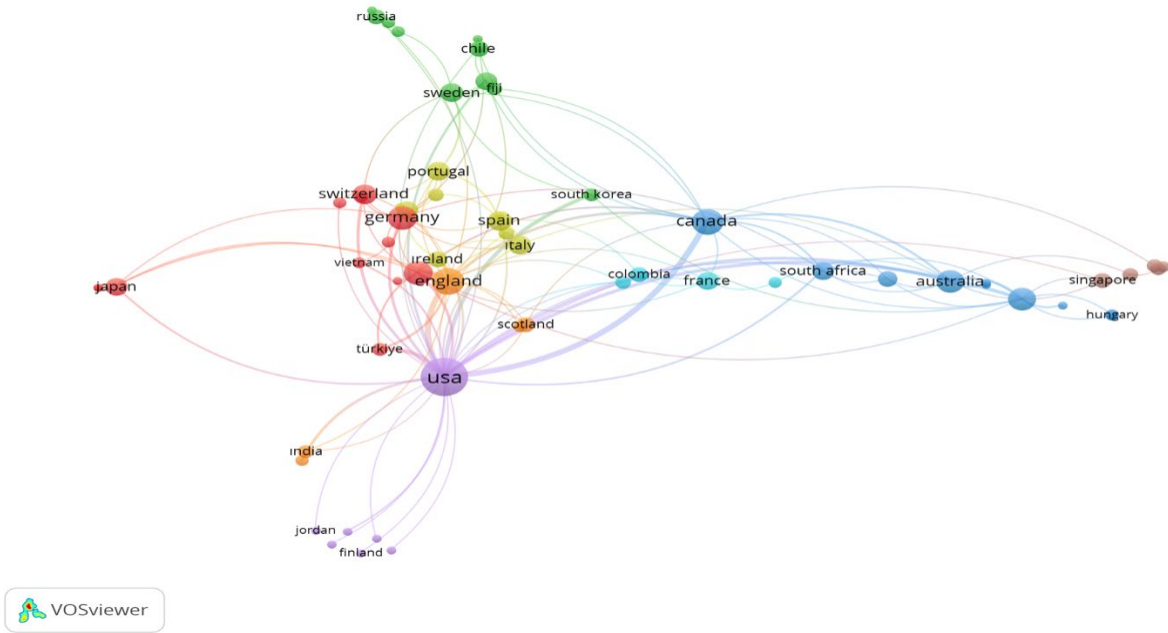 russia
chile
fiji
sweden
portugal
switzerland
south korea
germany
spain
canada
italy
ireland
vietnam
england
colombia
france
south africa
australia
singapore
japan
hungary
scotland
türkiye
usa
ındia
jordan
finland
VOSviewer